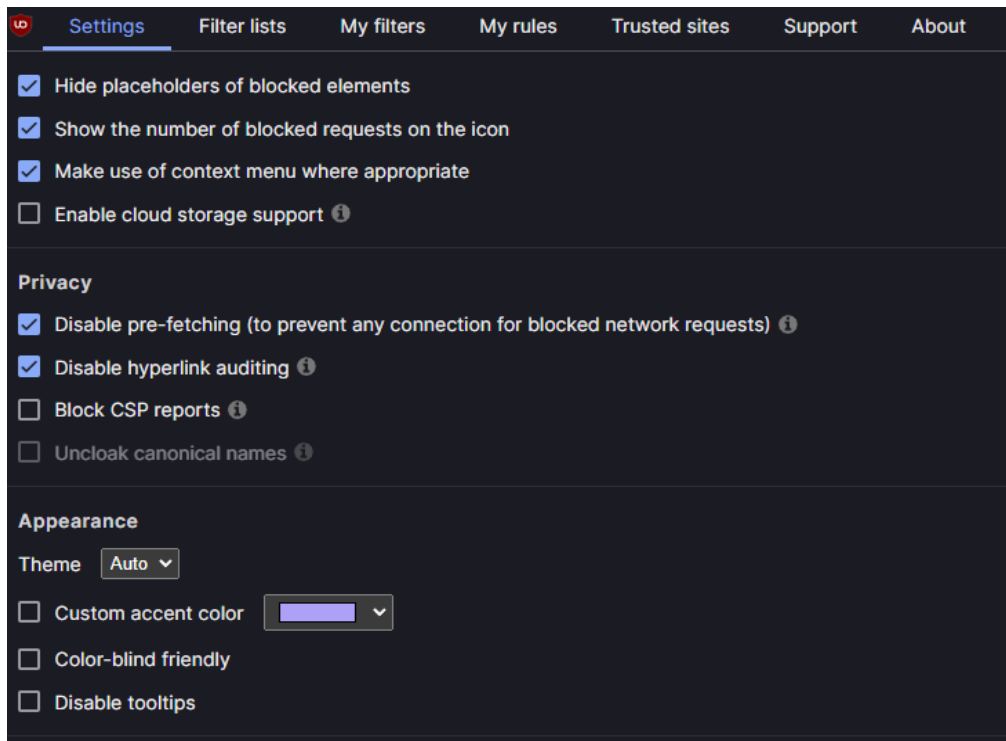 Settings Filter lists My filters My rules Trusted sites Support About
Hide placeholders of blocked elements
Show the number of blocked requests on the icon
Make use of context menu where appropriate
Enable cloud storage support
Privacy
Disable pre-fetching (to prevent any connection for blocked network requests)
Disable hyperlink auditing
Block CSP reports
Uncloak canonical names
Appearance
Theme Auto
Custom accent color
Color-blind friendly
Disable tooltips